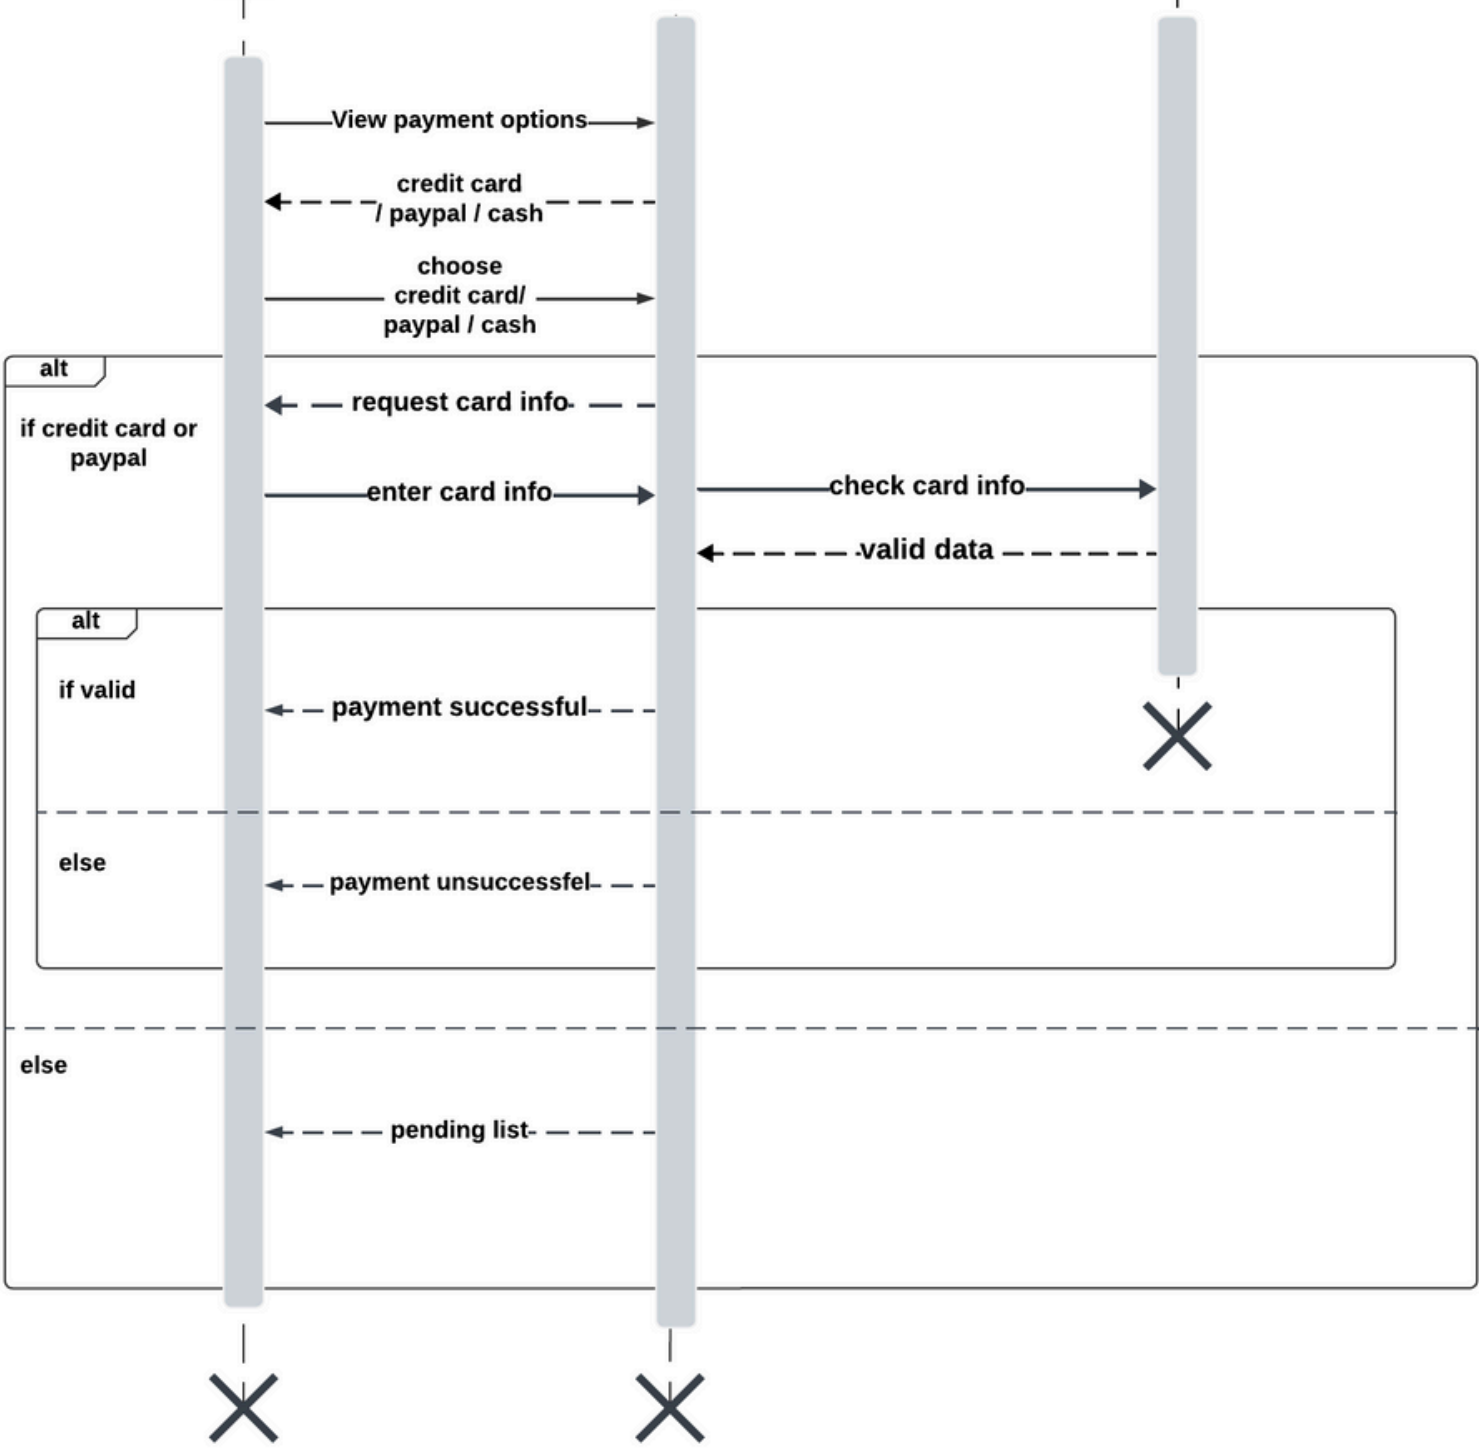 View payment options
credit card
/ paypal / cash
choose
credit card/
paypal / cash
alt
request card info
if credit card or
paypal
enter card info
check card info
valid data
alt
if valid
payment successful
else
payment unsuccessfel
else
pending list